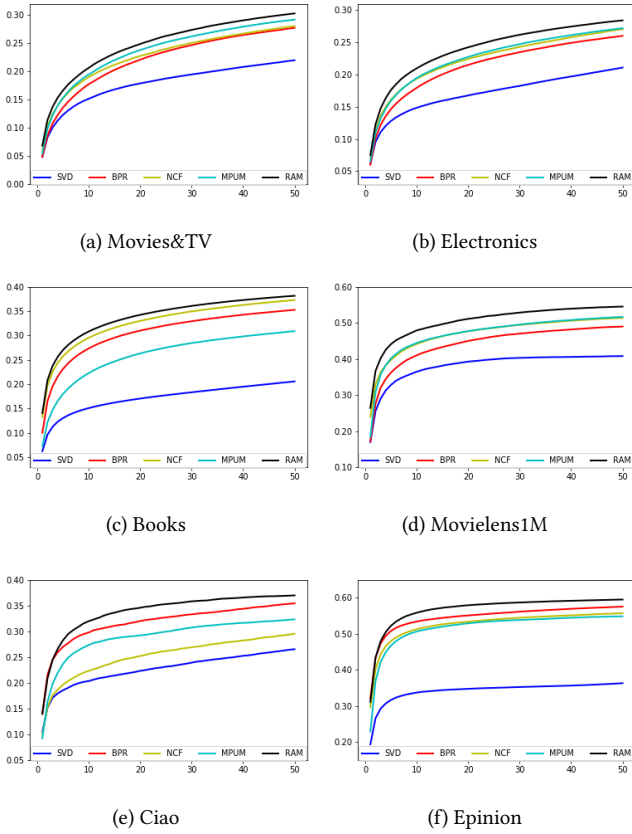 0.30
0.25
0.20
0.15
0.10
0.05
0.00
0 10 20 30 40 50
SVD BPR NCF MPUM RAM
(a) Movies&TV
0.30
0.25
0.20
0.15
0.10
0.05
0 10 20 30 40 50
SVD BPR NCF MPUM RAM
(b) Electronics
0.40
0.35
0.30
0.25
0.20
0.15
0.10
0.05
0 10 20 30 40 50
SVD BPR NCF MPUM RAM
(c) Books
0.60
0.50
0.40
0.30
0.20
0.10
0 10 20 30 40 50
SVD BPR NCF MPUM RAM
(d) Movielens1M
0.40
0.35
0.30
0.25
0.20
0.15
0.10
0.05
0 10 20 30 40 50
SVD BPR NCF MPUM RAM
(e) Ciao
0.60
0.50
0.40
0.30
0.20
0 10 20 30 40 50
SVD BPR NCF MPUM RAM
(f) Epinion